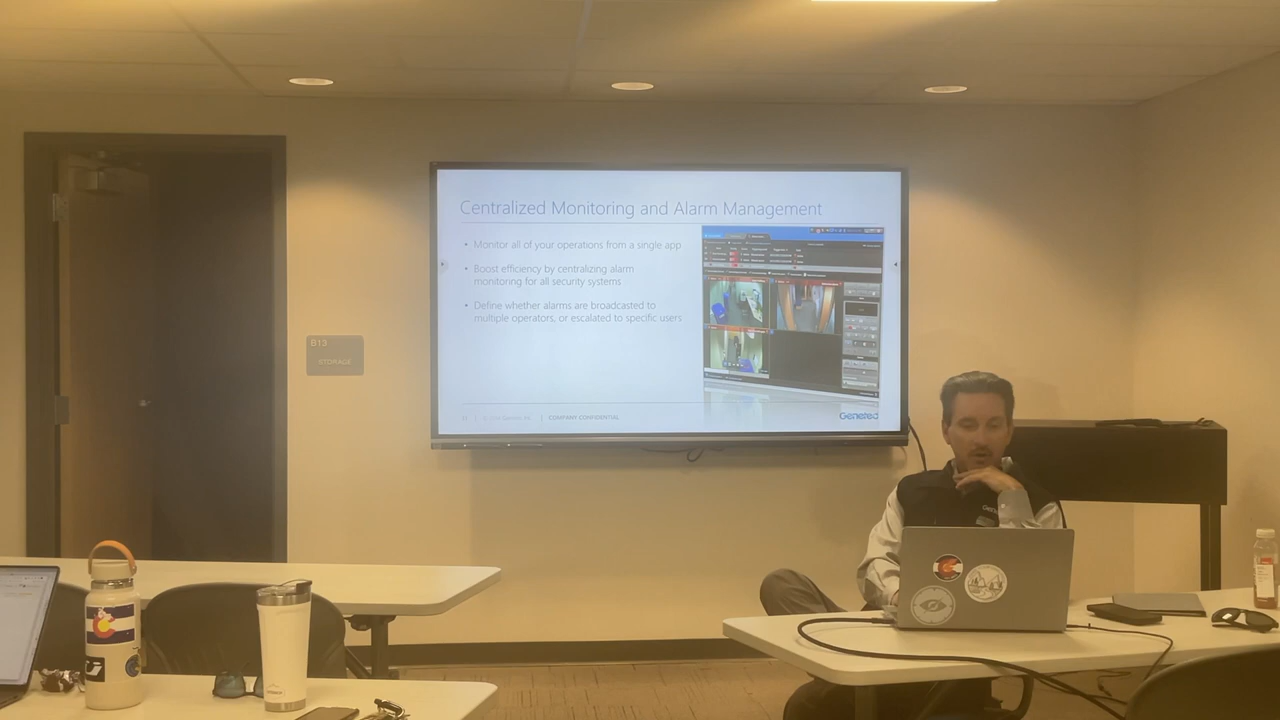 Centralized Monitoring and Alarm Management
• Monitor all of your operations from a single app
• Boost efficiency by centralizing alarm
monitoring for all security systems
• Define whether alarms are broadcasted to
multiple operators, or escalated to specific users
COMPANY CONFIDENTIAL
Genetec
B13
STORAGE